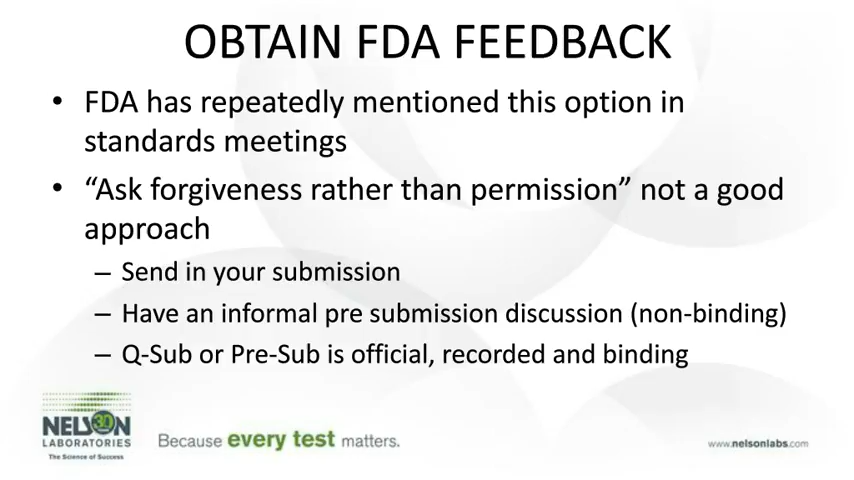 OBTAIN FDA FEEDBACK
• FDA has repeatedly mentioned this option in
standards meetings
• “Ask forgiveness rather than permission” not a good
approach
– Send in your submission
– Have an informal pre submission discussion (non-binding)
– Q-Sub or Pre-Sub is official, recorded and binding
NELSON
30
LABORATORIES
The Science of Success
Because every test matters.
www.nelsonlabs.com